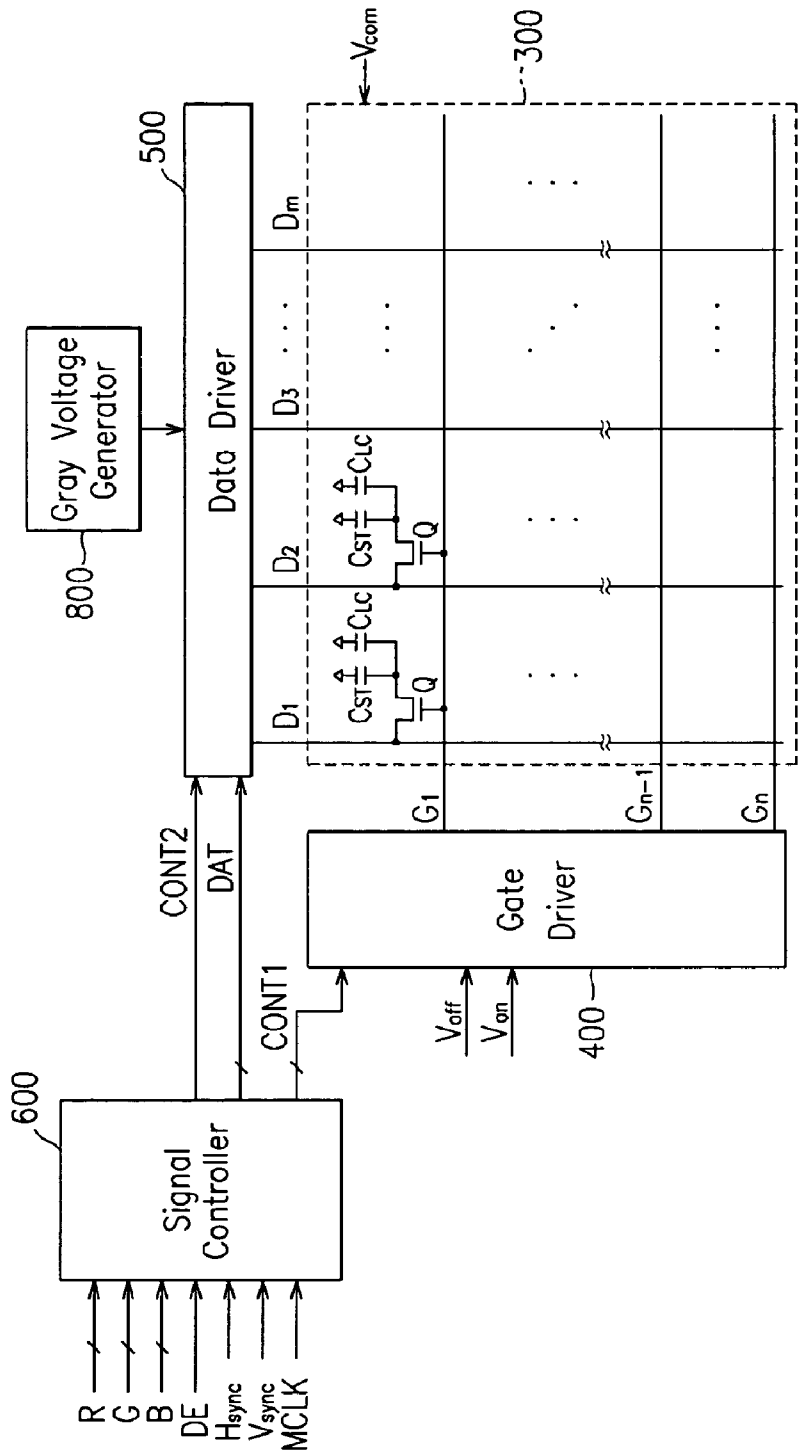 800
Gray Voltage
Generator
500
Data Driver
600
Signal
Controller
R
G
B
DE
Hsync
Vsync
MCLK
CONT2
DAT
CONT1
Voff
Von
400
Gate
Driver
D1
D2
D3
. . .
Dm
Vcom
300
CST
CLC
Q
CST
CLC
Q
G1
Gn-1
Gn